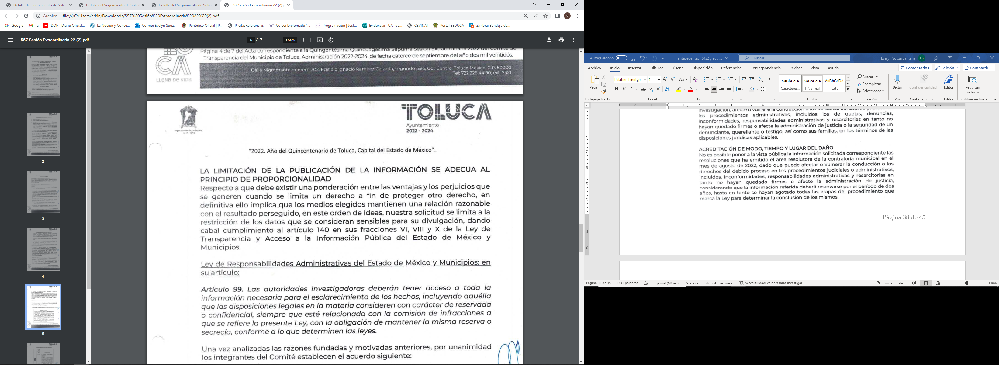 Detalle del Seguimiento de Solic
Detalle del Seguimiento de Solic
Detalle del Seguimiento de Solic
557 Sesión Extraordinaria 22 (2).p
Archivo | file:///C:/Users/arkin/Downloads/557%20Sesión%20Extraordinaria%2022%20(2).pdf
Google
fa
DOF - Diario Oficial...
La Nocion y Conce...
Correo: Evelyn Souz...
Periódico Oficial | P...
P_citasReferencias
Curso: Diplomado "...
Programación | Just...
Evidencias -UA- de...
CEVINAI
Portal SEDUCA
Zimbra: Bandeja de...
557 Sesión Extraordinaria 22 (2).pdf
5 / 7
156%
1
2
3
4
5
CA
LLENA DE VIDA
Página 4 de 7 del Acta correspondiente a la Quingentésima Quincuagésima Séptima Sesión Extraordinaria 2022 del Comité de
Transparencia del Municipio de Toluca, Administración 2022-2024, de fecha catorce de septiembre del año dos mil veintidós.
Calle Nigromante número 202, Edificio Ignacio Ramírez Calzada, segundo piso, Col. Centro, Toluca México. C.P. 50000
Tel: 722.226.44.90, ext. 7321
Ayuntamiento de Toluca
2022 - 2024
TOLUCA
Ayuntamiento
2022 - 2024
"2022. Año del Quincentenario de Toluca, Capital del Estado de México".
LA LIMITACIÓN DE LA PUBLICACIÓN DE LA INFORMACIÓN SE ADECUA AL
PRINCIPIO DE PROPORCIONALIDAD
Respecto a que debe existir una ponderación entre las ventajas y los perjuicios que
se generen cuando se limita un derecho a fin de proteger otro derecho, en
definitiva ello implica que los medios elegidos mantienen una relación razonable
con el resultado perseguido, en este orden de ideas, nuestra solicitud se limita a la
restricción de los datos que se consideran sensibles para su divulgación, dando
cabal cumplimiento al artículo 140 en sus fracciones VI, VIII y X de la Ley de
Transparencia y Acceso a la Información Pública del Estado de México y
Municipios.
Ley de Responsabilidades Administrativas del Estado de México y Municipios: en
su artículo:
Artículo 99. Las autoridades investigadoras deberán tener acceso a toda la
información necesaria para el esclarecimiento de los hechos, incluyendo aquélla
que las disposiciones legales en la materia consideren con carácter de reservada
o confidencial, siempre que esté relacionada con la comisión de infracciones a
que se refiere la presente Ley, con la obligación de mantener la misma reserva o
secrecía, conforme a lo que determinen las leyes.
Una vez analizadas las razones fundadas y motivadas anteriores, por unanimidad
los integrantes del Comité establecen el acuerdo siguiente:
Autoguardado
antecedentes 15432 y acu....
Buscar
Evelyn Souza Santana
ES
Archivo Inicio Insertar Dibujar Diseño Disposición Referencias Correspondencia Revisar Vista Ayuda
Comentarios
Edición
Compartir
Pegar
Palatino Linotype
12
AaBbCcDc AaBbCcDc AaBbCcDd
Caracteres... ¶ Normal Texto
Buscar
Reemplazar
Seleccionar
Dictar
Confidencialidad
Editor
Reutilizar
archivos
Portapapeles Fuente Párrafo Estilos Edición Voz Confidencialidad Editor Reutilizar archivos
investigación, afecte o vulnere la conducción o los derechos del debido proceso en
los procedimientos administrativos, incluidos los de quejas, denuncias,
inconformidades, responsabilidades administrativas y resarcitorias en tanto no
hayan quedado firmes o afecte la administración de justicia o la seguridad de un
denunciante, querellante o testigo, así como sus familias, en los términos de las
disposiciones jurídicas aplicables.
ACREDITACIÓN DE MODO, TIEMPO Y LUGAR DEL DAÑO
No es posible poner a la vista pública la información solicitada correspondiente las
resoluciones que ha emitido el área resolutora de la contraloría municipal en el
mes de agosto de 2022, dado que puede afectar o vulnerar la conducción o los
derechos del debido proceso en los procedimientos judiciales o administrativos,
incluidos, inconformidades, responsabilidades administrativas y resarcitorias en
tanto no hayan quedado firmes o afecte la administración de justicia,
considerando que la información referida deberá reservarse por el período de dos
años, hasta en tanto se hayan agotado todas las etapas del procedimiento que
marca la Ley para determinar la conclusión de los mismos.
Página 38 de 45
Página 38 de 45
8731 palabras
Español (México)
Predicciones de texto: activado
Accesibilidad: es necesario investigar
Concentración
140%